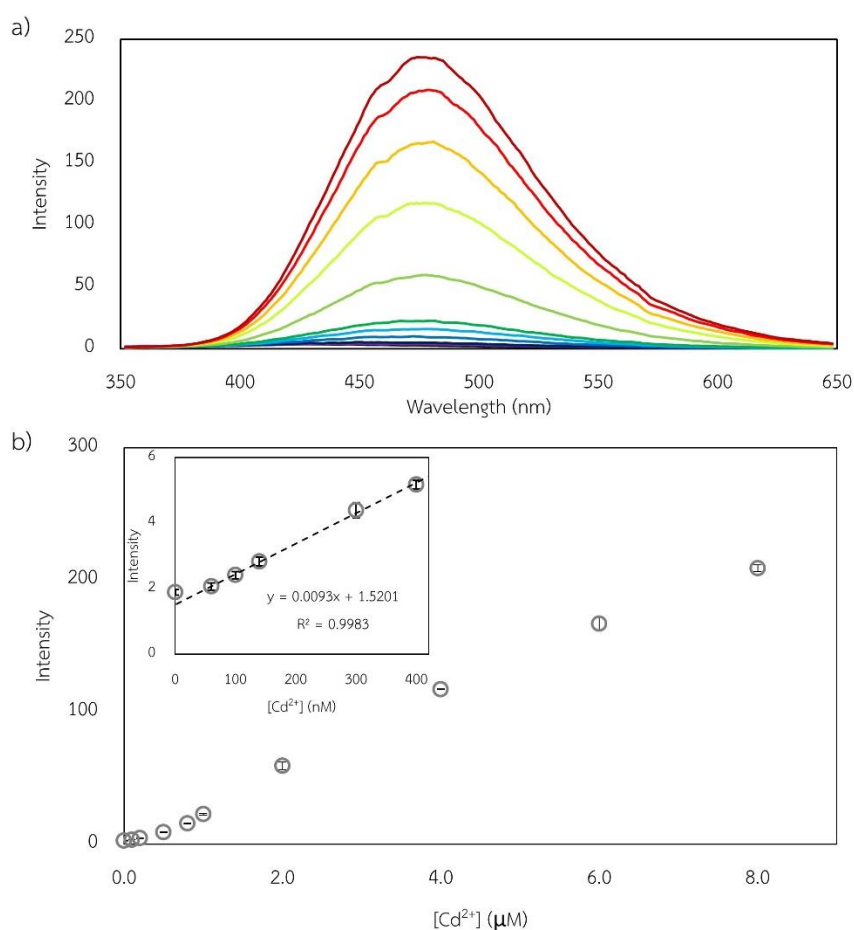 a)
250
200
150
100
50
0
Intensity
350 400 450 500 550 600 650
Wavelength (nm)
b)
300
200
100
0
Intensity
6
4
2
0
Intensity
y = 0.0093x + 1.5201
R² = 0.9983
0 100 200 300 400
[Cd²⁺] (nM)
0.0 2.0 4.0 6.0 8.0
[Cd²⁺] (μM)